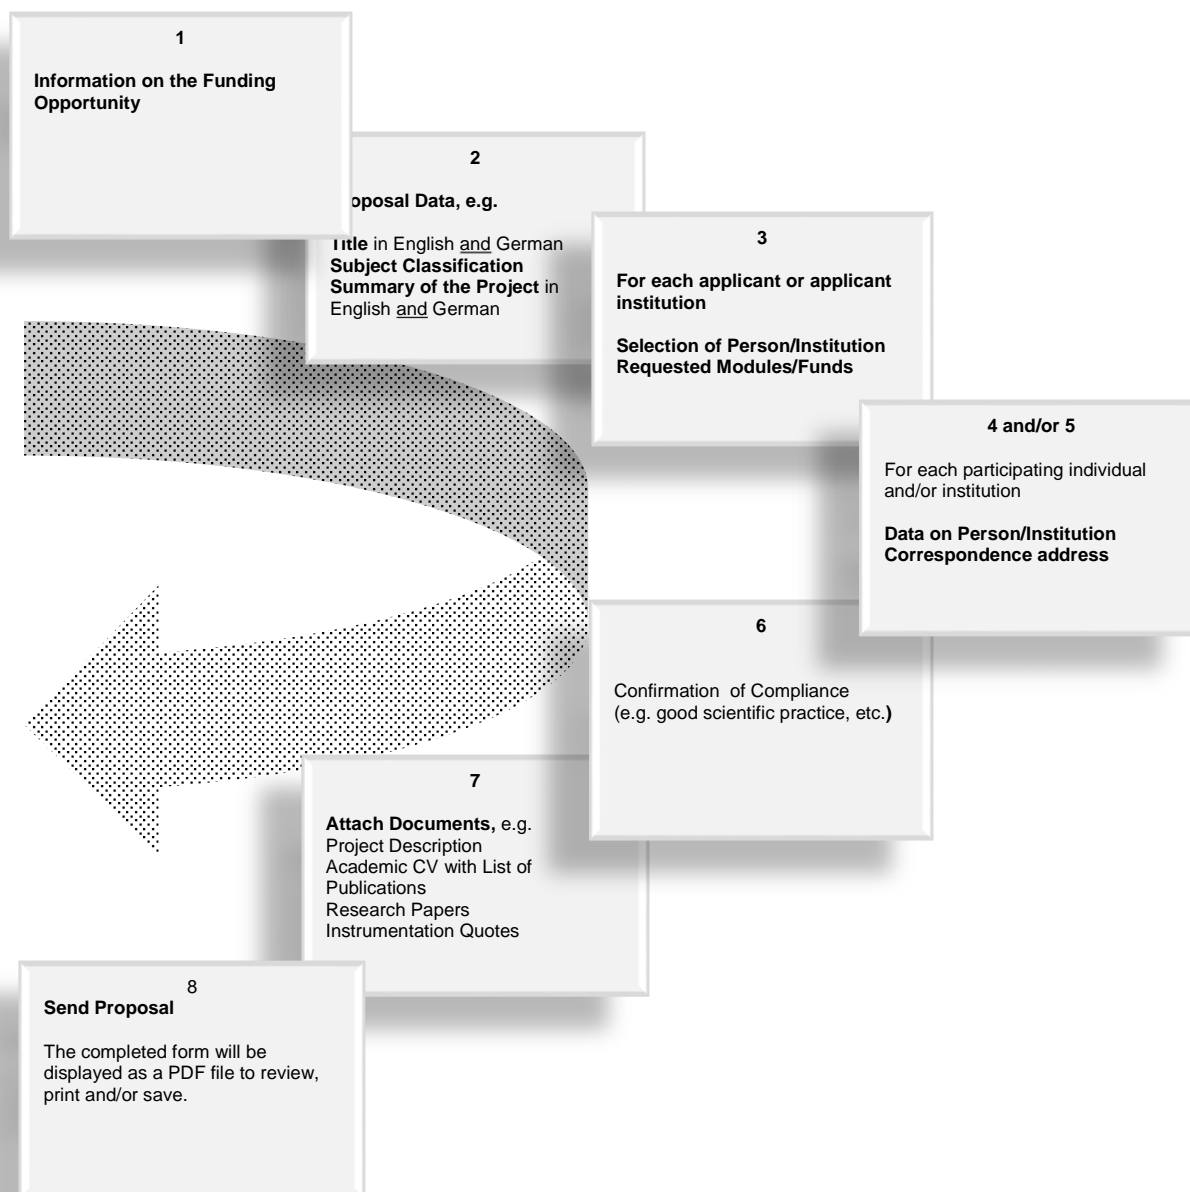 1
Information on the Funding
Opportunity
2
oposal Data, e.g.
Title in English and German
Subject Classification
Summary of the Project in
English and German
3
For each applicant or applicant
institution
Selection of Person/Institution
Requested Modules/Funds
4 and/or 5
For each participating individual
and/or institution
Data on Person/Institution
Correspondence address
6
Confirmation  of Compliance
(e.g. good scientific practice, etc.)
7
Attach Documents, e.g.
Project Description
Academic CV with List of
Publications
Research Papers
Instrumentation Quotes
8
Send Proposal
The completed form will be
displayed as a PDF file to review,
print and/or save.